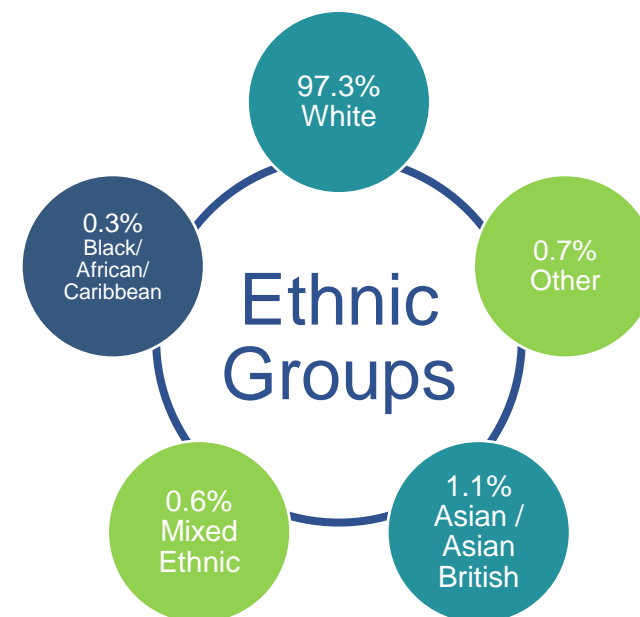 97.3%
White
0.7%
Other
1.1%
Asian /
Asian
British
0.6%
Mixed
Ethnic
0.3%
Black/
African/
Caribbean
Ethnic
Groups